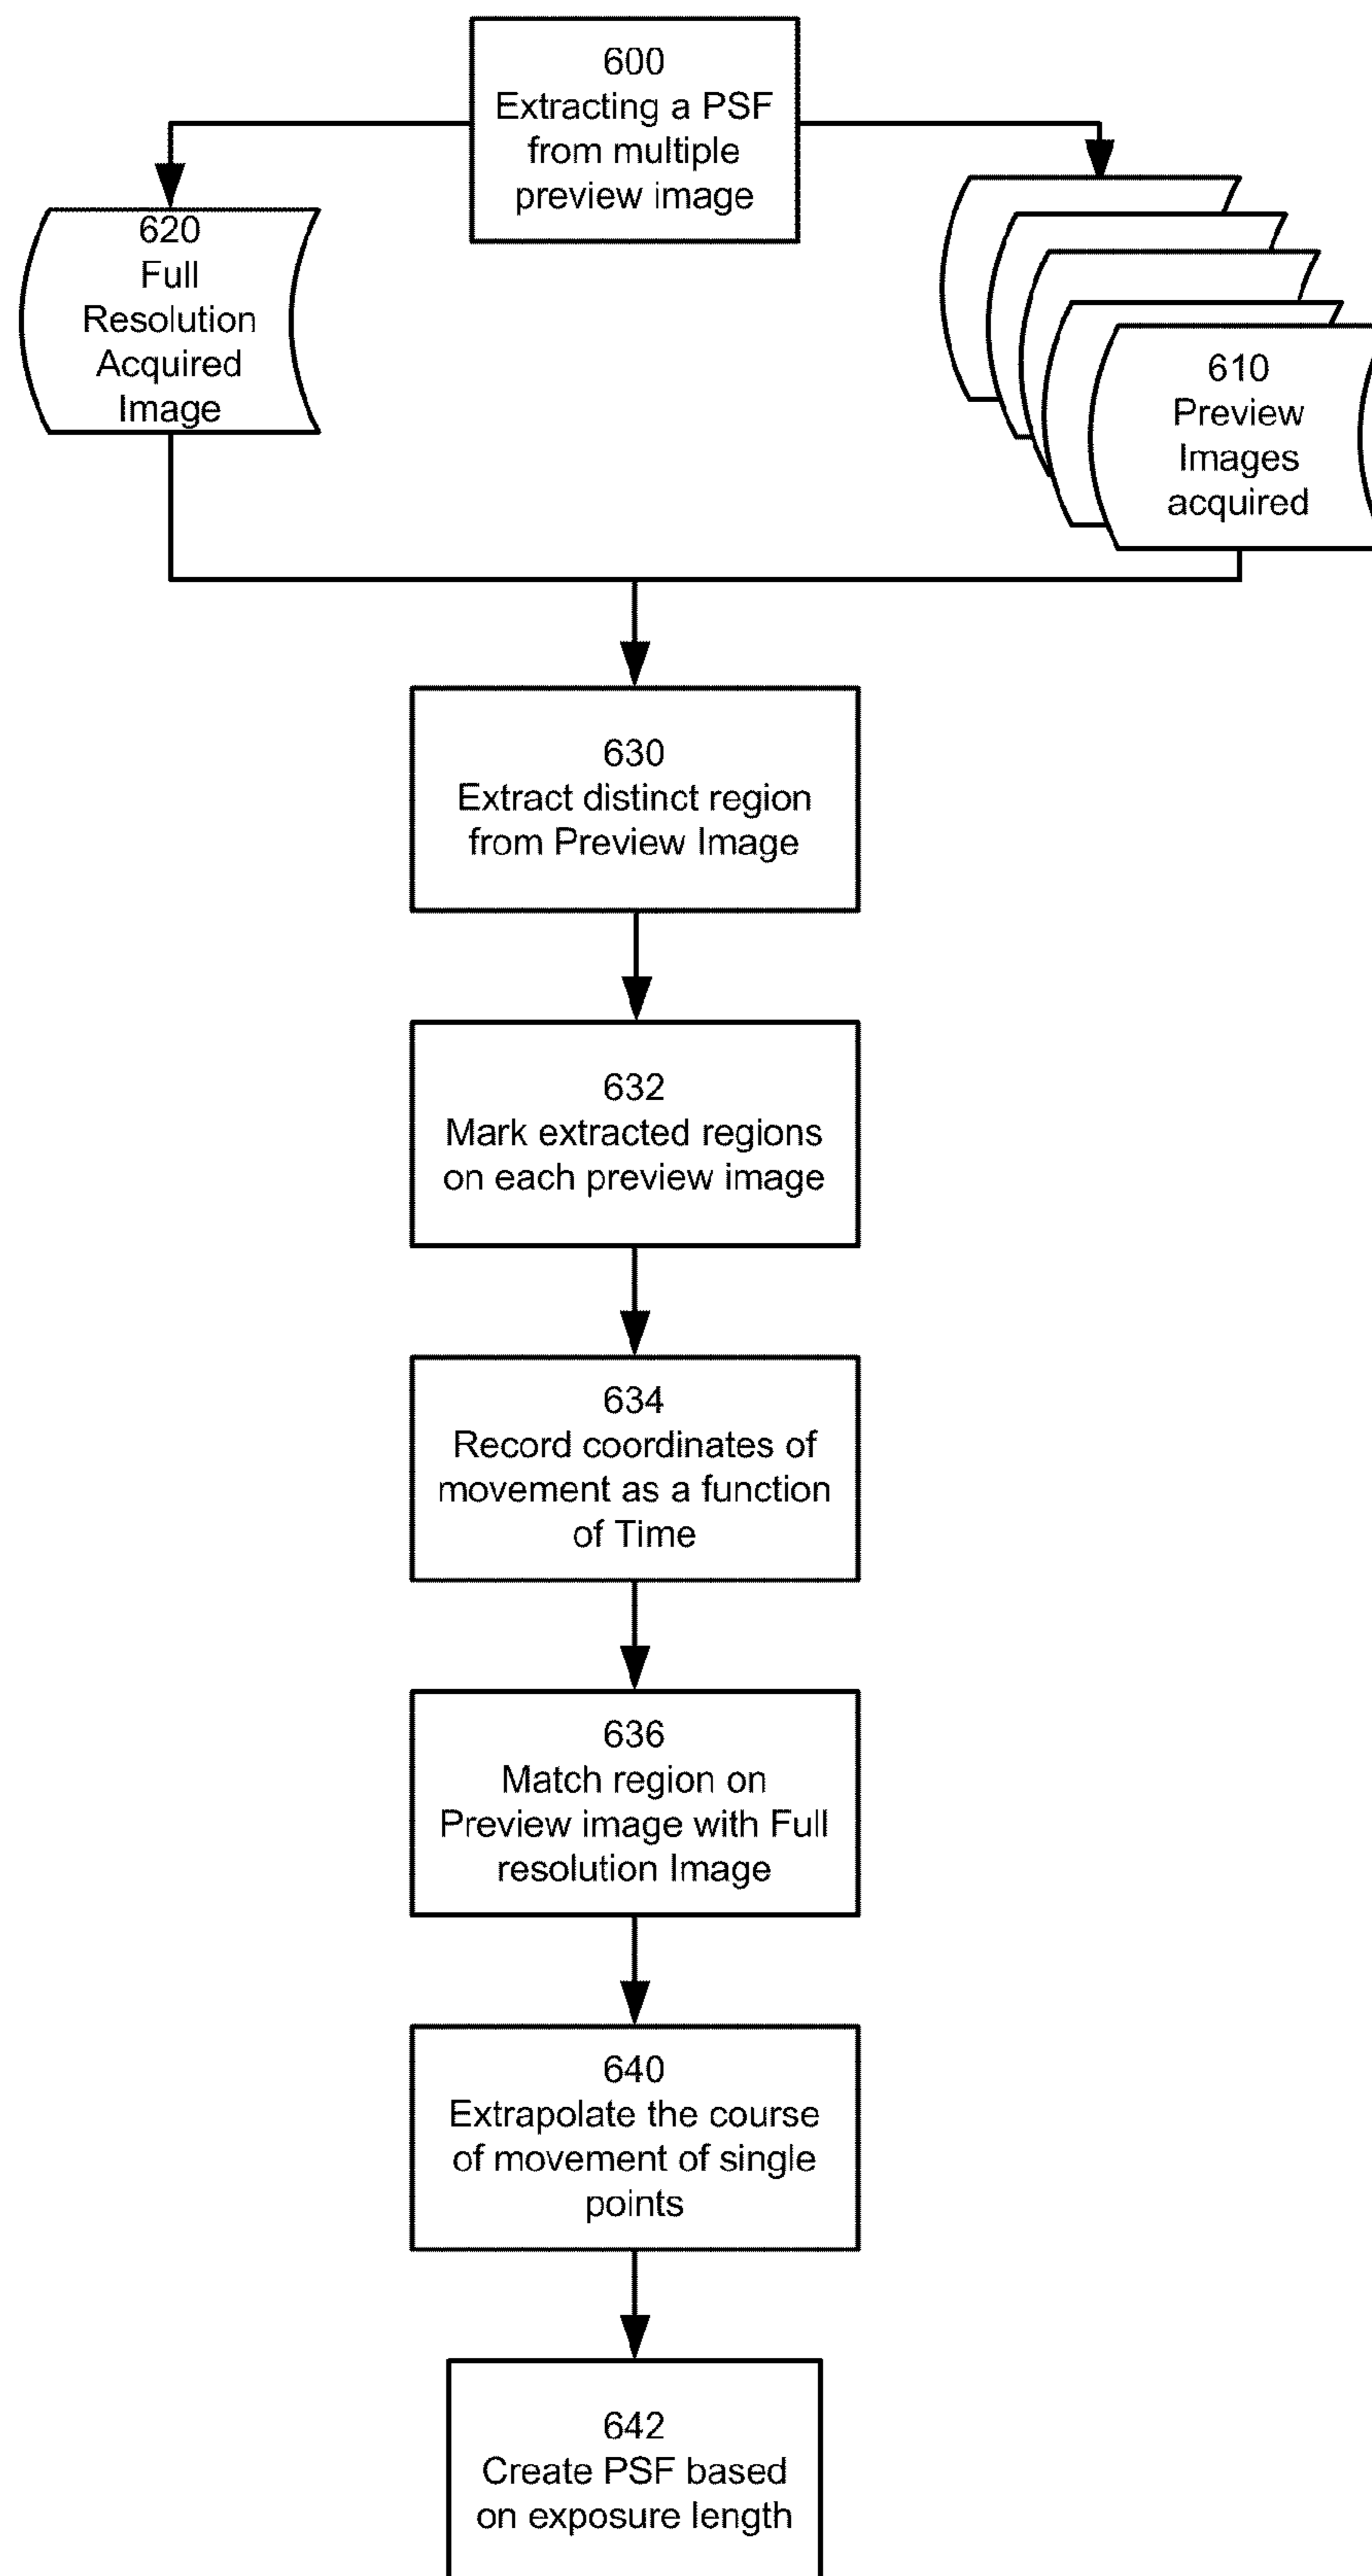 600
Extracting a PSF
from multiple
preview image
620
Full
Resolution
Acquired
Image
610
Preview
Images
acquired
630
Extract distinct region
from Preview Image
632
Mark extracted regions
on each preview image
634
Record coordinates of
movement as a function
of Time
636
Match region on
Preview image with Full
resolution Image
640
Extrapolate the course
of movement of single
points
642
Create PSF based
on exposure length